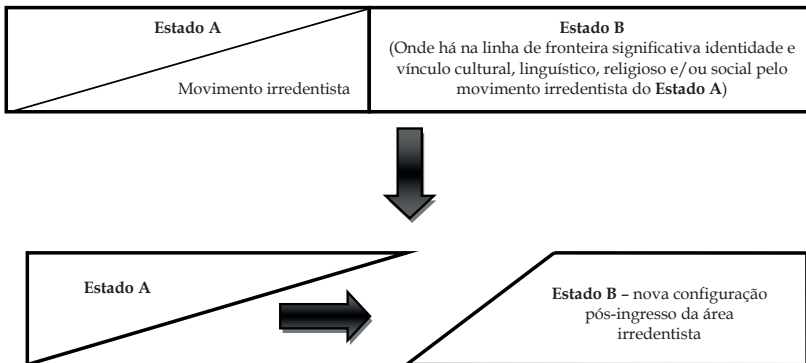 Estado A
Movimento irredentista
Estado B
(Onde há na linha de fronteira significativa identidade e
vínculo cultural, linguístico, religioso e/ou social pelo
movimento irredentista do Estado A)
Estado A
Estado B – nova configuração
pós-ingresso da área
irredentista